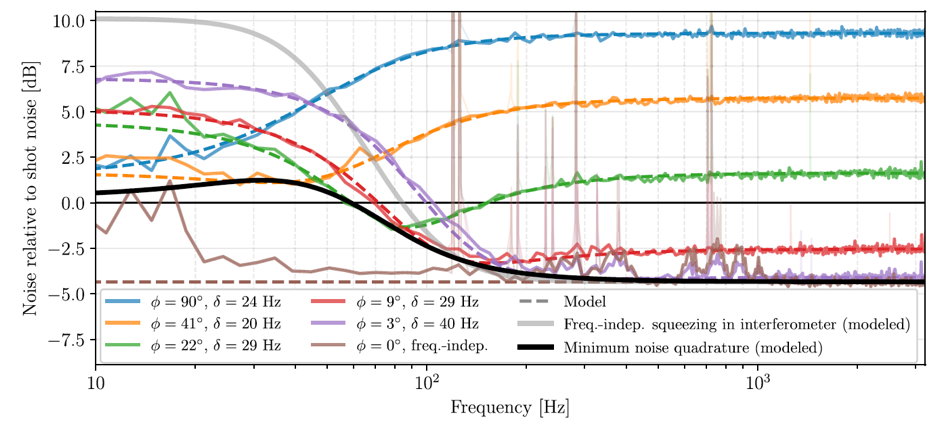 Noise relative to shot noise [dB]
10.0
7.5
5.0
2.5
0.0
−2.5
−5.0
−7.5
ϕ = 90°, δ = 24 Hz
ϕ = 41°, δ = 20 Hz
ϕ = 22°, δ = 29 Hz
ϕ = 9°, δ = 29 Hz
ϕ = 3°, δ = 40 Hz
ϕ = 0°, freq.-indep.
Model
Freq.-indep. squeezing in interferometer (modeled)
Minimum noise quadrature (modeled)
10
10²
10³
Frequency [Hz]